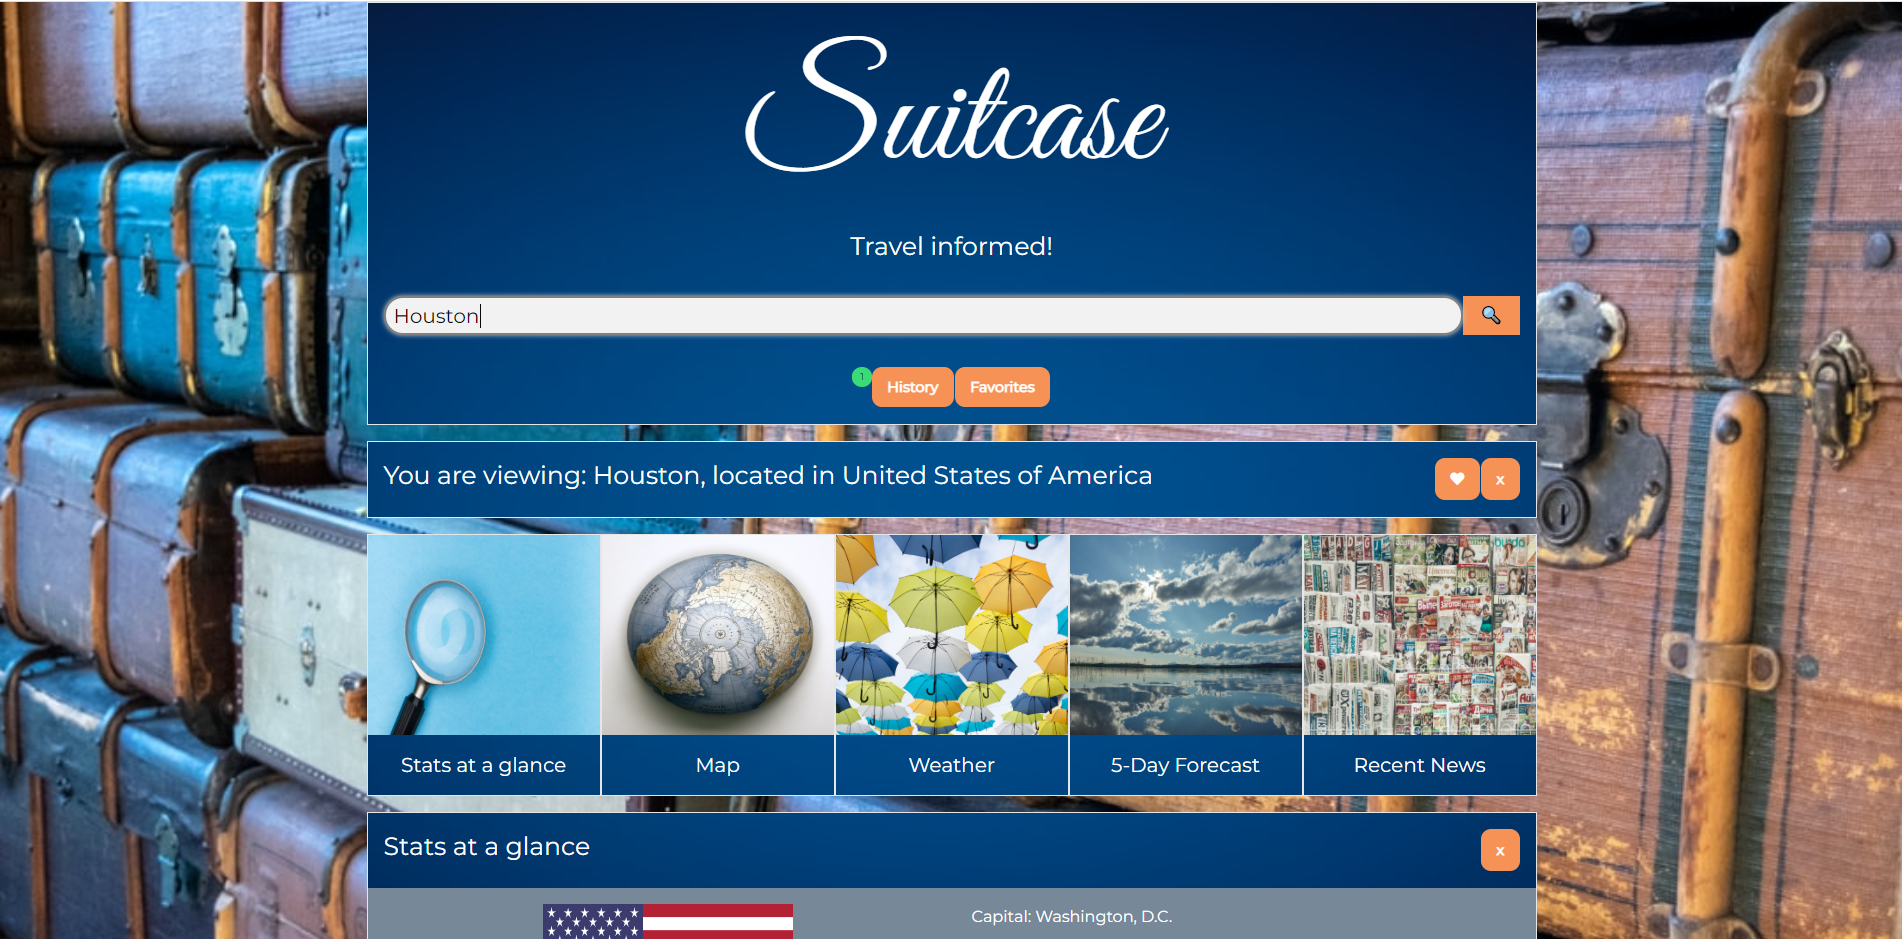 Suitcase
Travel informed!
Houston
1
History
Favorites
You are viewing: Houston, located in United States of America
x
Stats at a glance
Map
Weather
5-Day Forecast
Recent News
Stats at a glance
x
Capital: Washington, D.C.